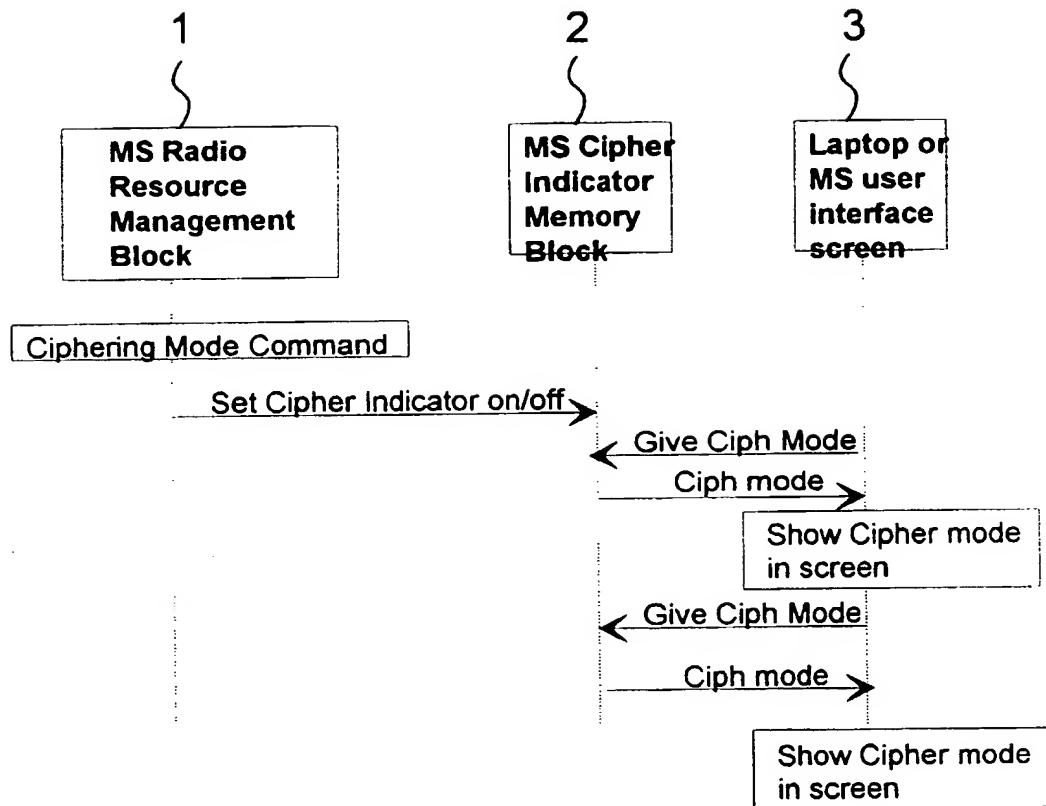 1
2
3
MS Radio
Resource
Management
Block
MS Cipher
Indicator
Memory
Block
Laptop or
MS user
interface
screen
Ciphering Mode Command
Set Cipher Indicator on/off
Give Ciph Mode
Ciph mode
Show Cipher mode
in screen
Give Ciph Mode
Ciph mode
Show Cipher mode
in screen